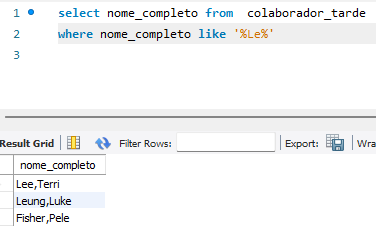 1 select nome_completo from  colaborador_tarde
2 where nome_completo like '%Le%'
3
Result Grid Filter Rows: Export: Wra
nome_completo
Lee,Terri
Leung,Luke
Fisher,Pele